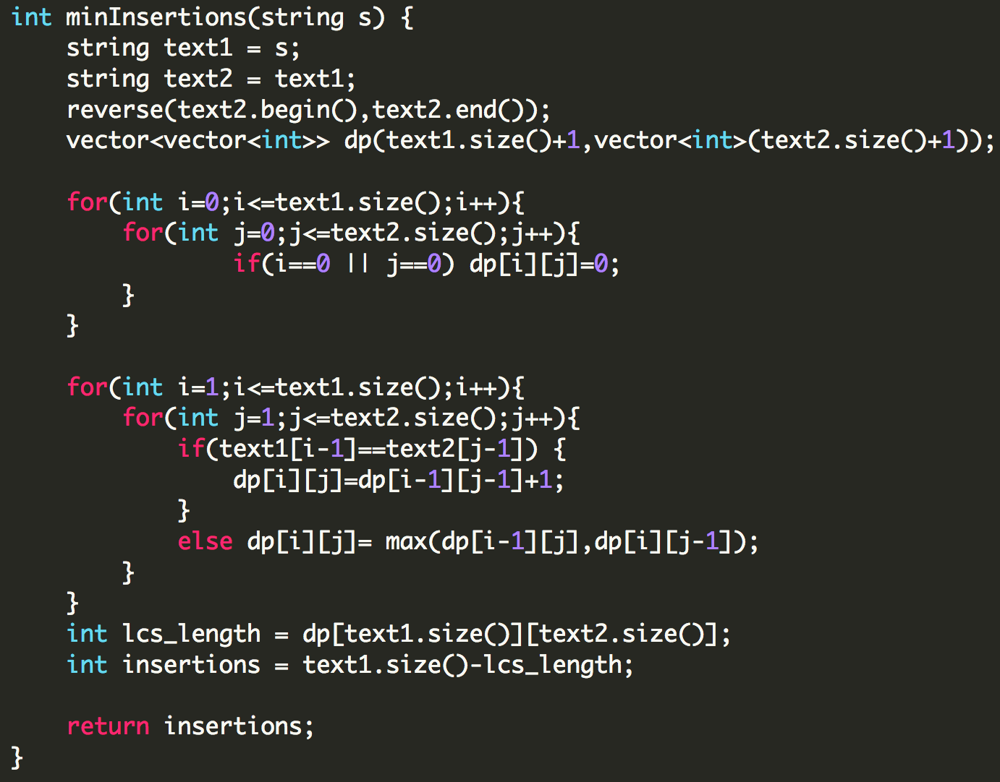 int minInsertions(string s) {
    string text1 = s;
    string text2 = text1;
    reverse(text2.begin(),text2.end());
    vector<vector<int>> dp(text1.size()+1,vector<int>(text2.size()+1));

    for(int i=0;i<=text1.size();i++){
        for(int j=0;j<=text2.size();j++){
                if(i==0 || j==0) dp[i][j]=0;
        }
    }

    for(int i=1;i<=text1.size();i++){
        for(int j=1;j<=text2.size();j++){
            if(text1[i-1]==text2[j-1]) {
                dp[i][j]=dp[i-1][j-1]+1;
            }
            else dp[i][j]= max(dp[i-1][j],dp[i][j-1]);
        }
    }
    int lcs_length = dp[text1.size()][text2.size()];
    int insertions = text1.size()-lcs_length;

    return insertions;
}